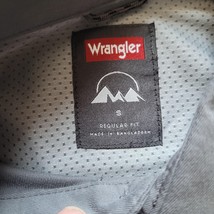 Wrangler
S
REGULAR FIT
MADE IN BANGLADESH